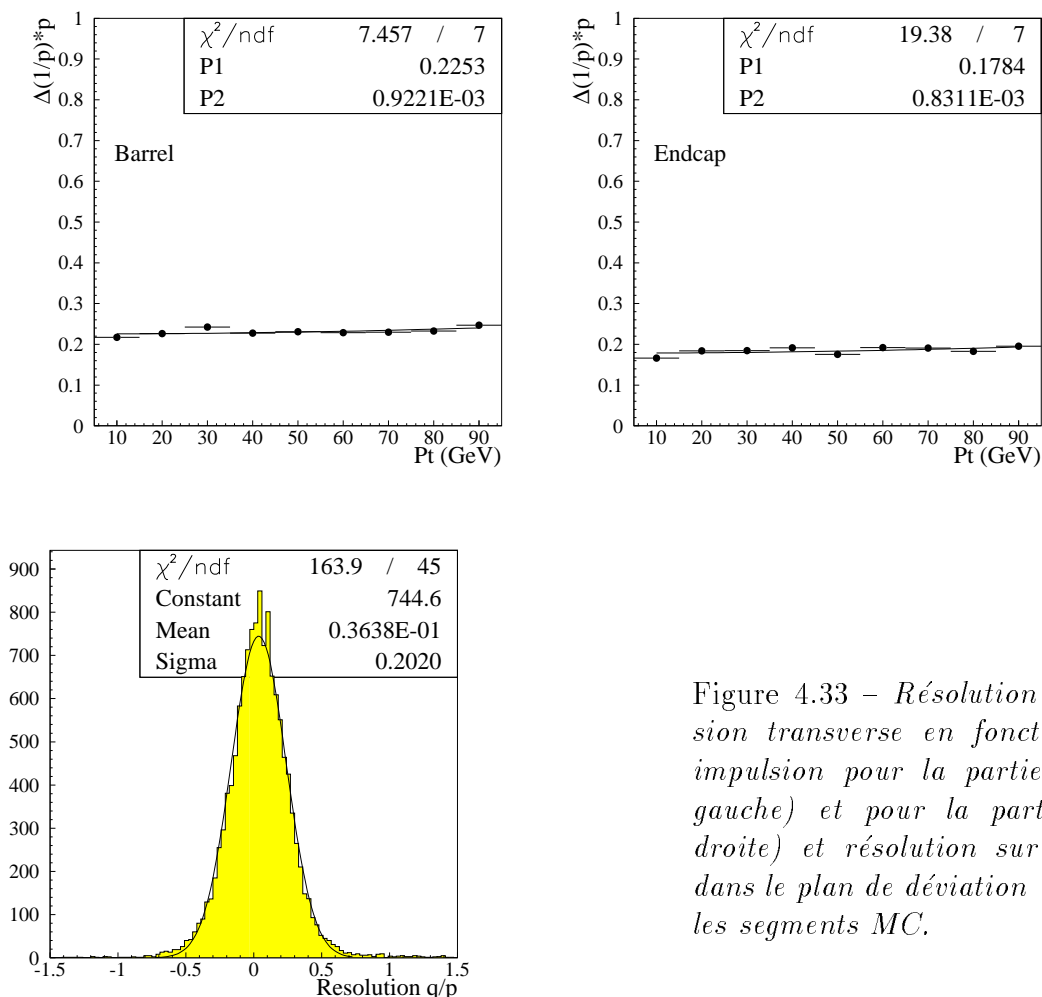 χ²/ndf 7.457 / 7
P1 0.2253
P2 0.9221E-03
Δ(1/p)*p
Barrel
1
0.9
0.8
0.7
0.6
0.5
0.4
0.3
0.2
0.1
0
10 20 30 40 50 60 70 80 90
Pt (GeV)
χ²/ndf 19.38 / 7
P1 0.1784
P2 0.8311E-03
Δ(1/p)*p
Endcap
1
0.9
0.8
0.7
0.6
0.5
0.4
0.3
0.2
0.1
0
10 20 30 40 50 60 70 80 90
Pt (GeV)
χ²/ndf 163.9 / 45
Constant 744.6
Mean 0.3638E-01
Sigma 0.2020
900
800
700
600
500
400
300
200
100
0
-1.5 -1 -0.5 0 0.5 1 1.5
Resolution q/p
Figure 4.33 – Résolution
sion transverse en fonct
impulsion pour la partie
gauche) et pour la part
droite) et résolution sur
dans le plan de déviation
les segments MC.